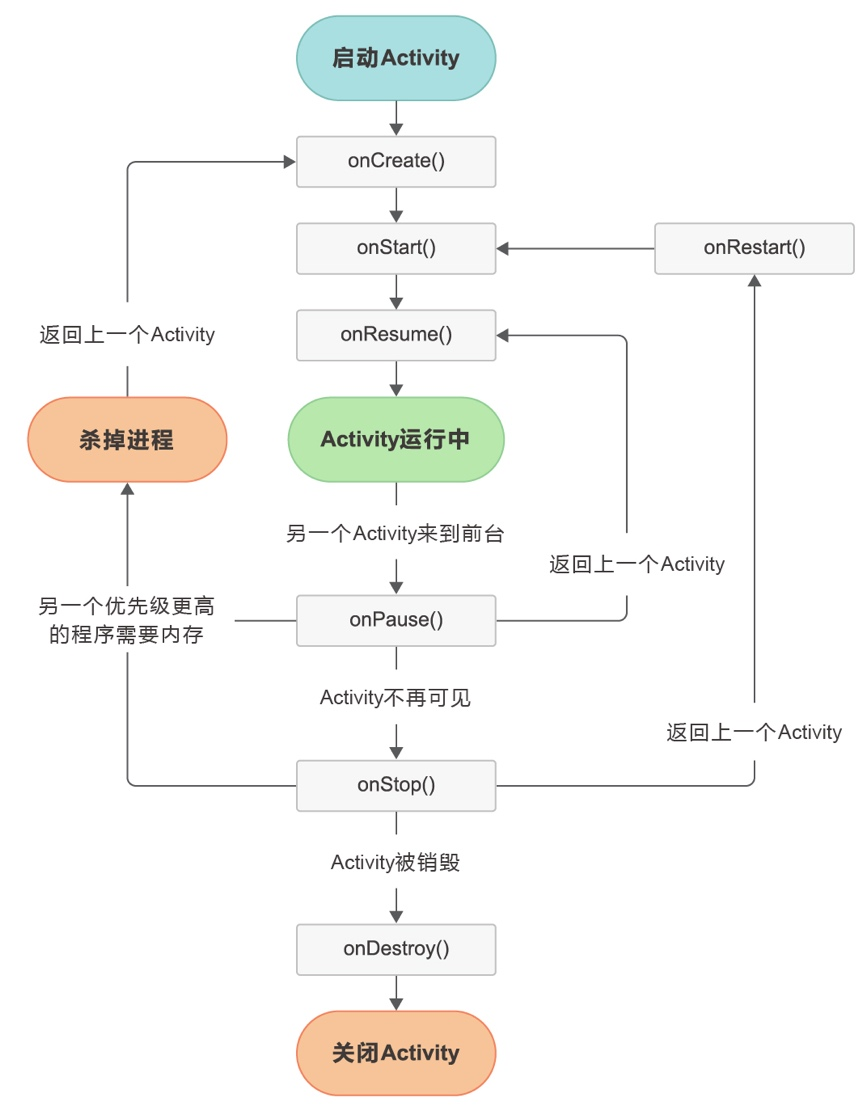 启动Activity
onCreate()
onStart()
onRestart()
onResume()
返回上一个Activity
杀掉进程
Activity运行中
另一个Activity来到前台
返回上一个Activity
另一个优先级更高
的程序需要内存
onPause()
Activity不再可见
返回上一个Activity
onStop()
Activity被销毁
onDestroy()
关闭Activity